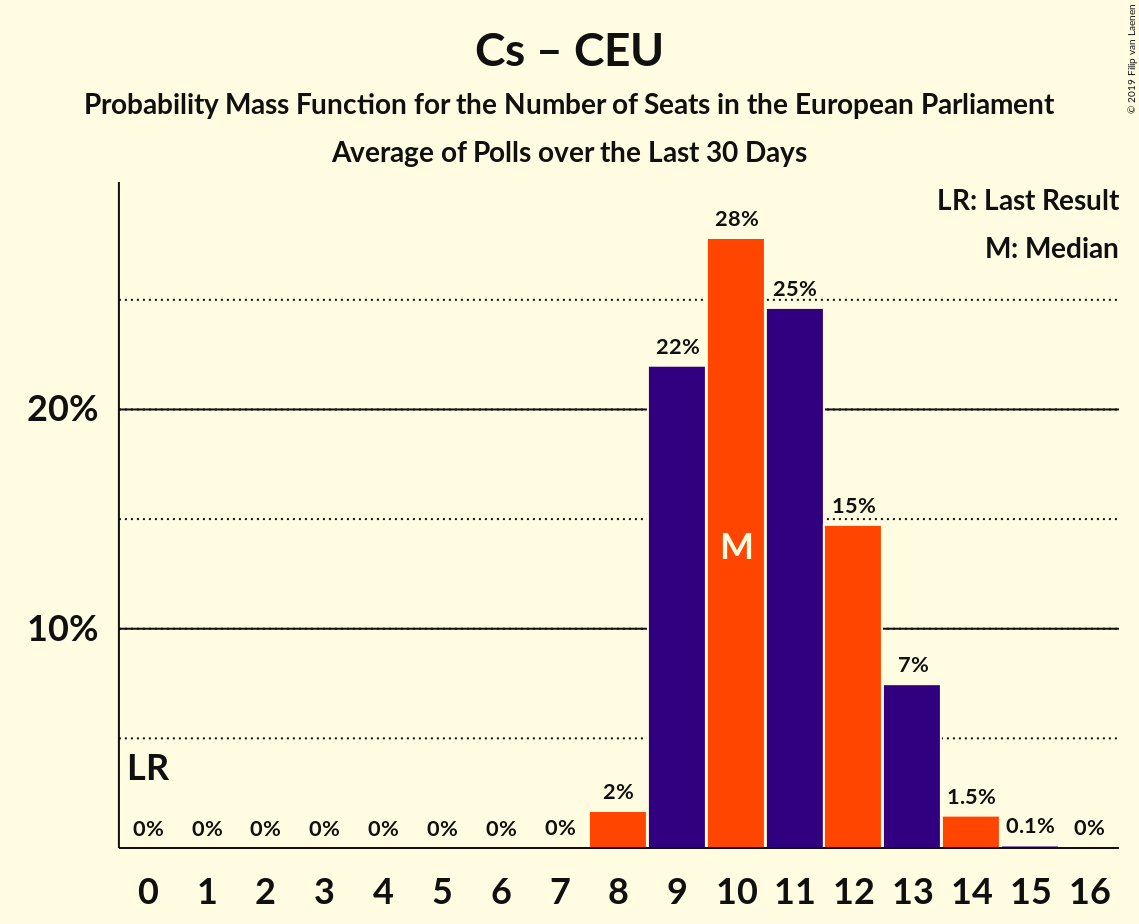 Cs – CEU
Probability Mass Function for the Number of Seats in the European Parliament
Average of Polls over the Last 30 Days
© 2019 Filip van Laenen
LR: Last Result
M: Median
28%
25%
22%
20%
15%
M
10%
7%
LR
2%
1.5%
0% 0% 0% 0% 0% 0% 0% 0% 0.1% 0%
0 1 2 3 4 5 6 7 8 9 10 11 12 13 14 15 16